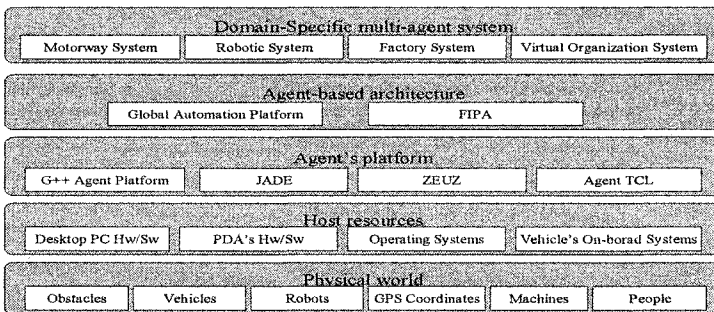 Domain-Specific multi-agent system
Motorway System Robotic System Factory System Virtual Organization System
Agent-based architecture
Global Automation Platform FIPA
Agent's platform
G++ Agent Platform JADE ZEUZ Agent TCL
Host resources
Desktop PC Hw/Sw PDA's Hw/Sw Operating Systems Vehicle's On-borad Systems
Physical world
Obstacles Vehicles Robots GPS Coordinates Machines People